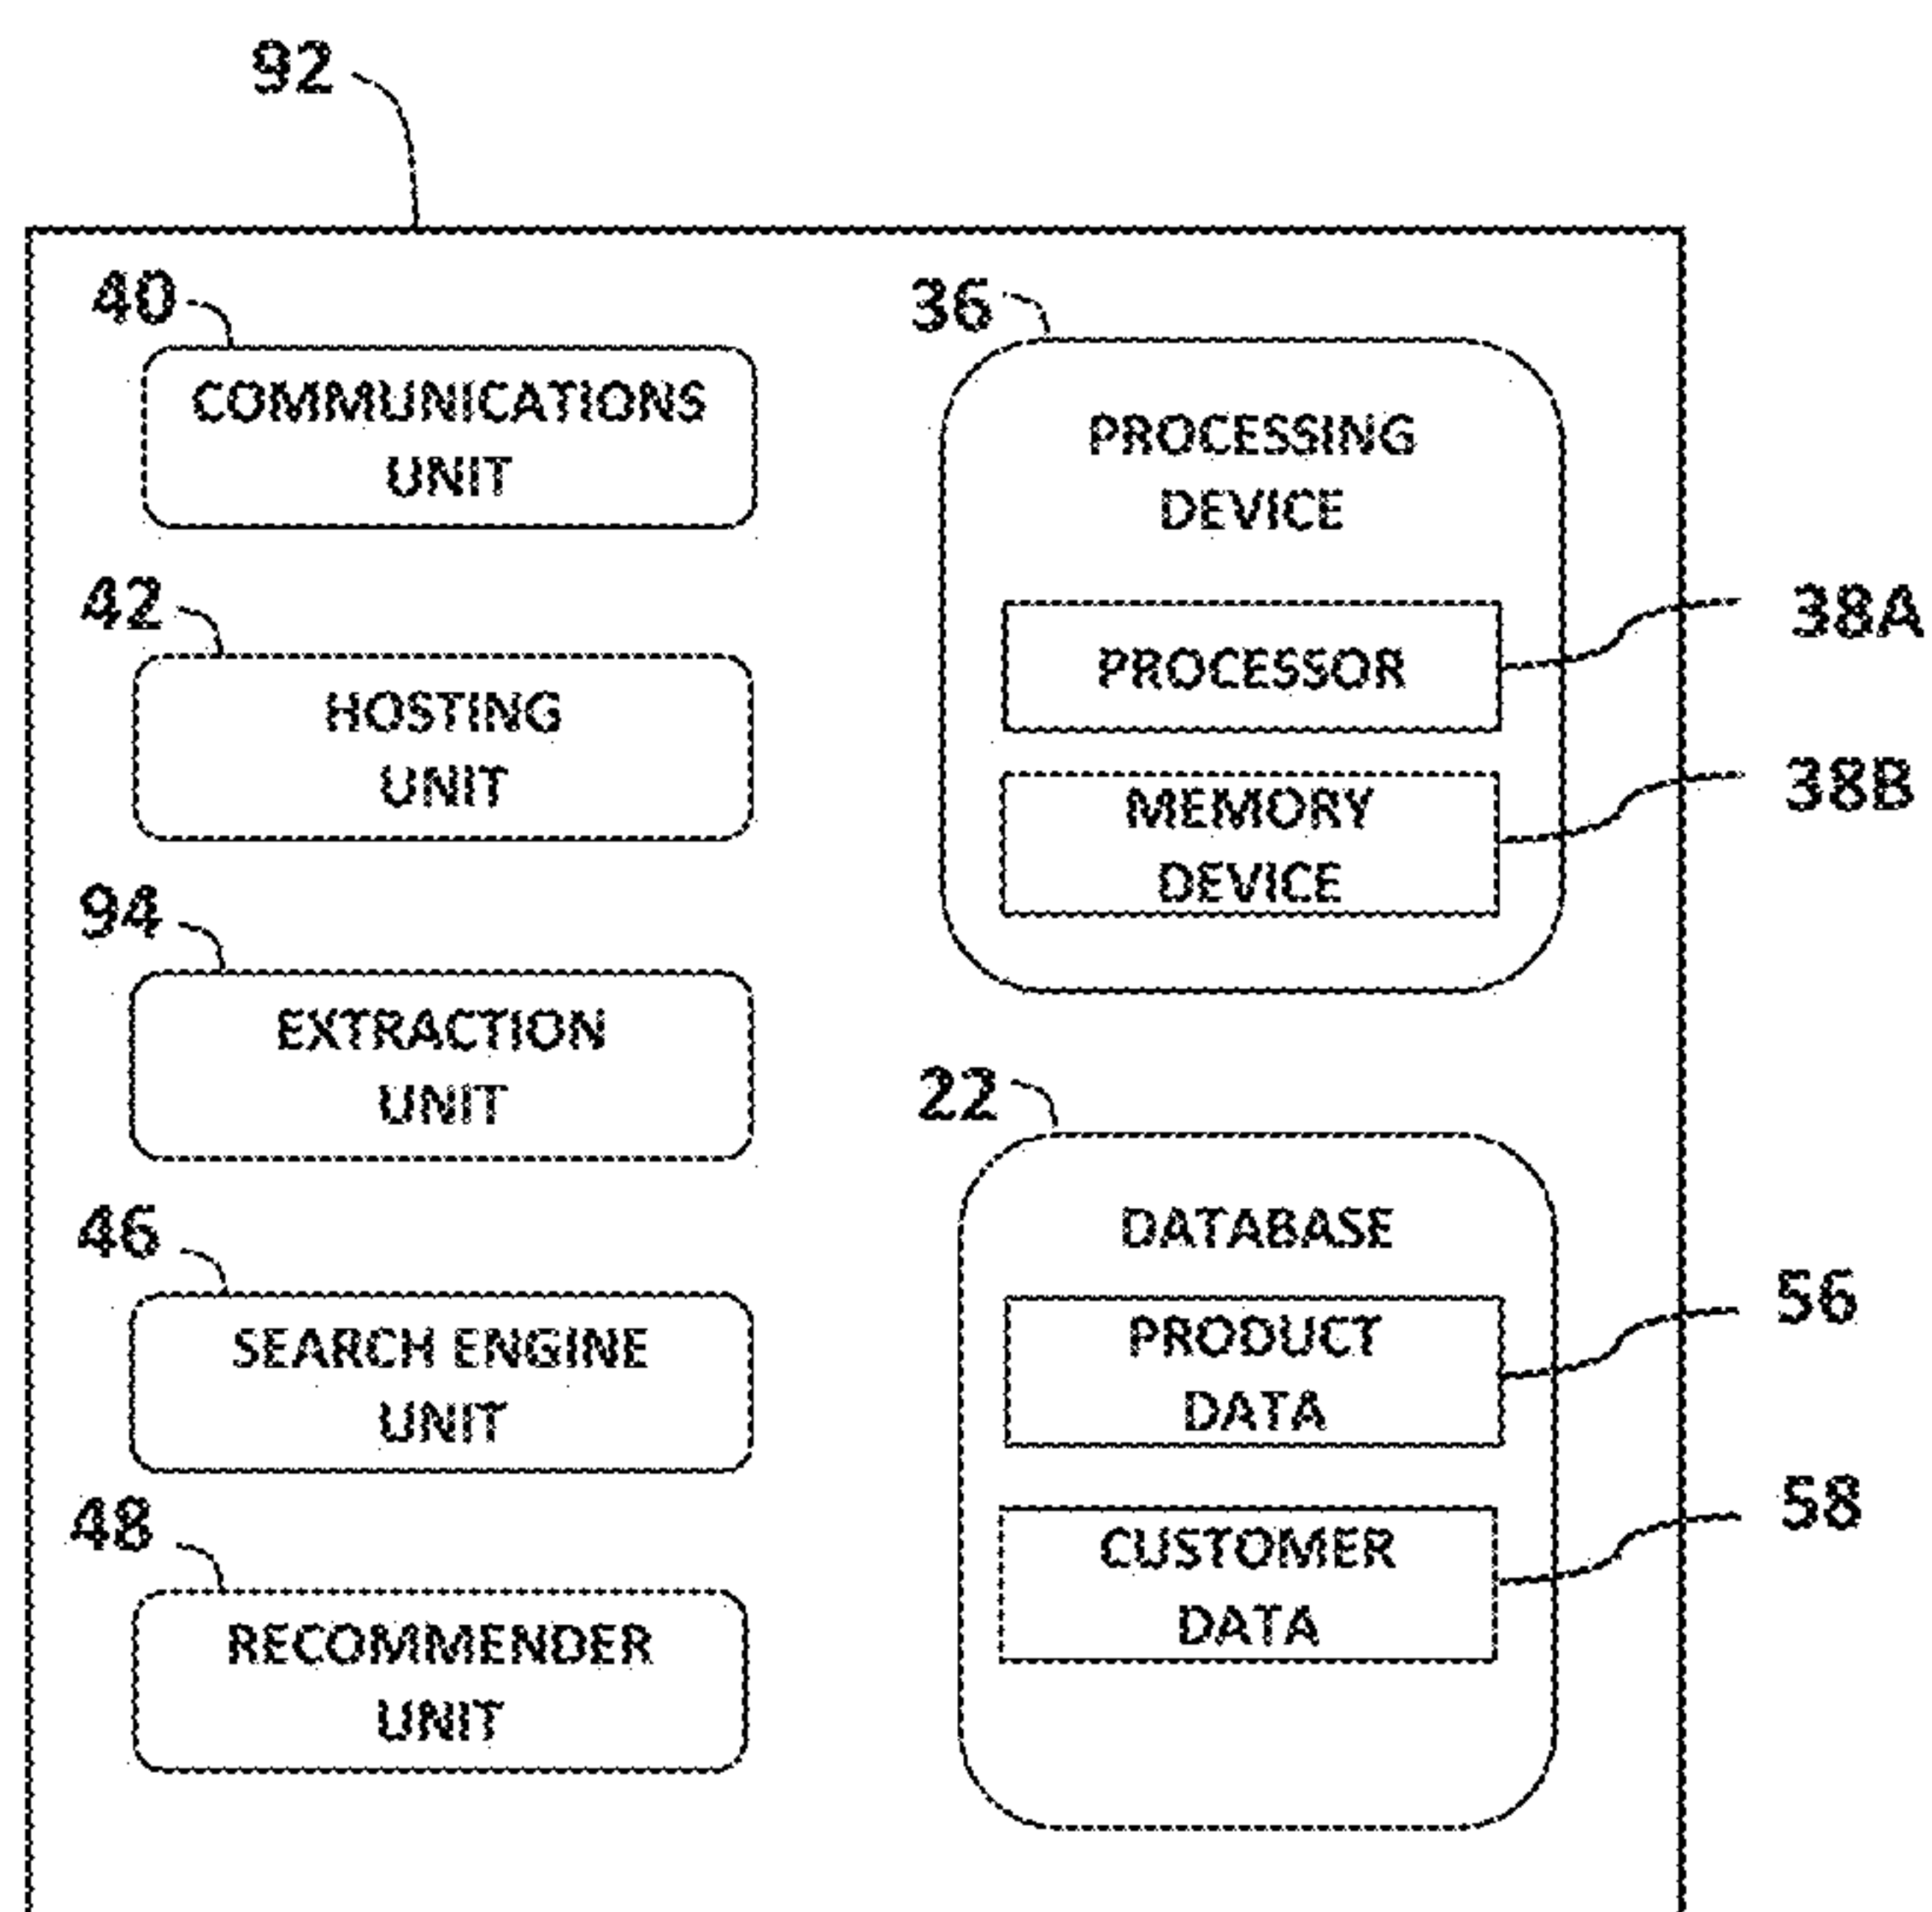 92
40
COMMUNICATIONS
UNIT
42
HOSTING
UNIT
94
EXTRACTION
UNIT
46
SEARCH ENGINE
UNIT
48
RECOMMENDER
UNIT
36
PROCESSING
DEVICE
PROCESSOR
38A
MEMORY
DEVICE
38B
22
DATABASE
PRODUCT
DATA
56
CUSTOMER
DATA
58